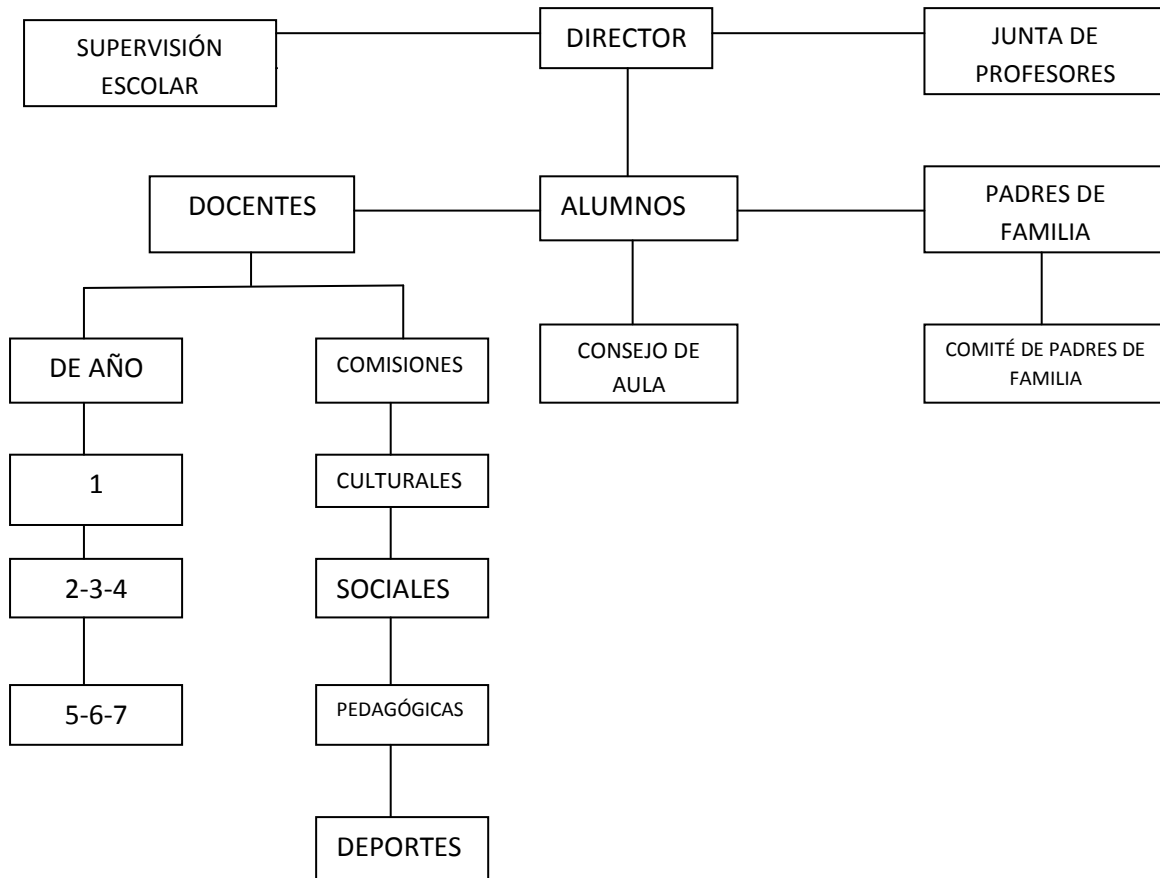 SUPERVISIÓN
ESCOLAR
DIRECTOR
JUNTA DE
PROFESORES
DOCENTES
ALUMNOS
PADRES DE
FAMILIA
DE AÑO
COMISIONES
CONSEJO DE
AULA
COMITÉ DE PADRES DE
FAMILIA
1
CULTURALES
2-3-4
SOCIALES
5-6-7
PEDAGÓGICAS
DEPORTES